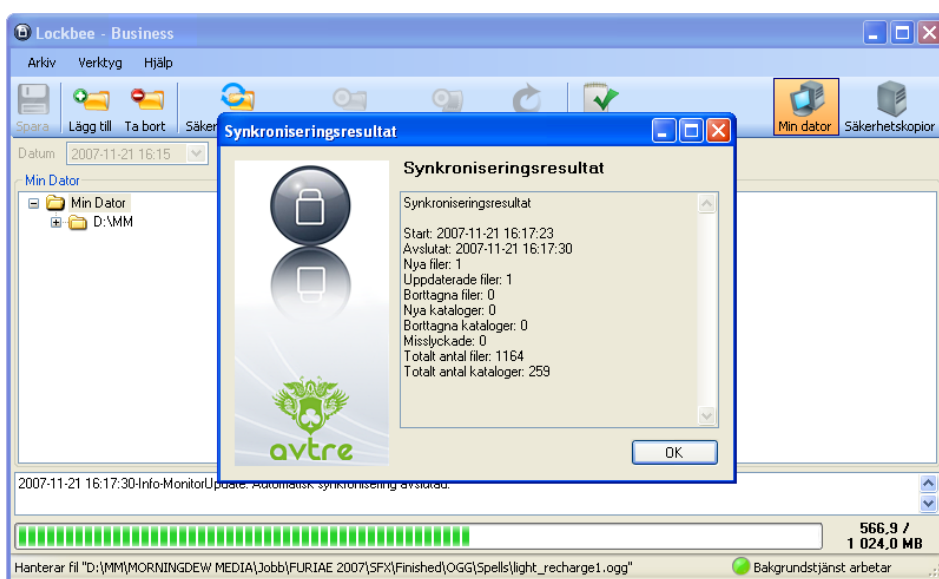 Lockbee - Business
Arkiv Verktyg Hjälp
Spara Lägg till Ta bort Säker
Min dator Säkerhetskopior
Datum 2007-11-21 16:15
Min Dator
Min Dator
D:\MM
Synkroniseringsresultat
Synkroniseringsresultat
Synkroniseringsresultat
Start: 2007-11-21 16:17:23
Avslutat: 2007-11-21 16:17:30
Nya filer: 1
Uppdaterade filer: 1
Borttagna filer: 0
Nya kataloger: 0
Borttagna kataloger: 0
Misslyckade: 0
Totalt antal filer: 1164
Totalt antal kataloger: 259
avtre
OK
2007-11-21 16:17:30-Info-MonitorUpdate: Automatisk synkronisering avslutad.
566,9 /
1 024,0 MB
Hanterar fil "D:\MM\MORNINGDEW MEDIA\Jobb\FURIAE 2007\SFX\Finished\OGG\Spells\light_recharge1.ogg"
Bakgrundstjänst arbetar